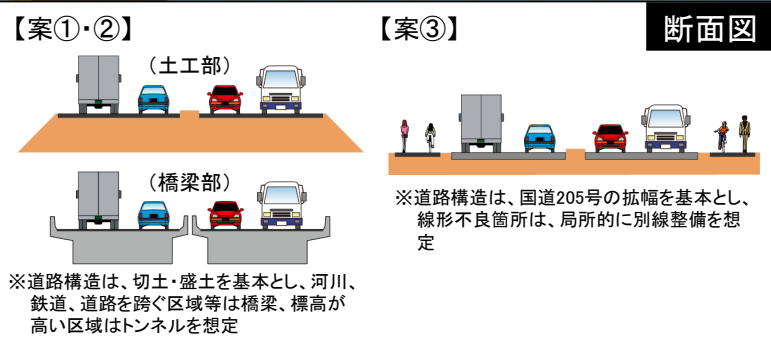 【案①・②】
【案③】
断面図
（土工部）
（橋梁部）
※道路構造は、切土・盛土を基本とし、河川、
鉄道、道路を跨ぐ区域等は橋梁、標高が
高い区域はトンネルを想定
※道路構造は、国道205号の拡幅を基本とし、
線形不良箇所は、局所的に別線整備を想
定